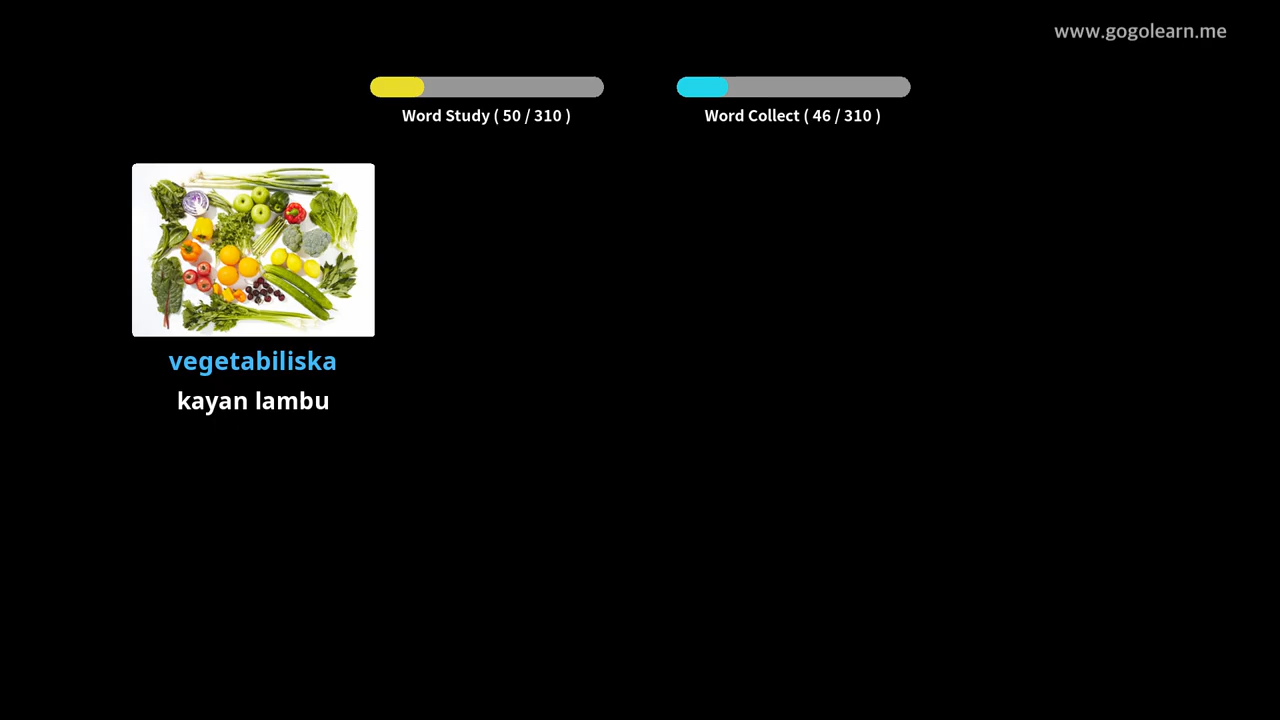 www.gogolearn.me
Word Study ( 50 / 310 )
Word Collect ( 46 / 310 )
vegetabiliska
kayan lambu